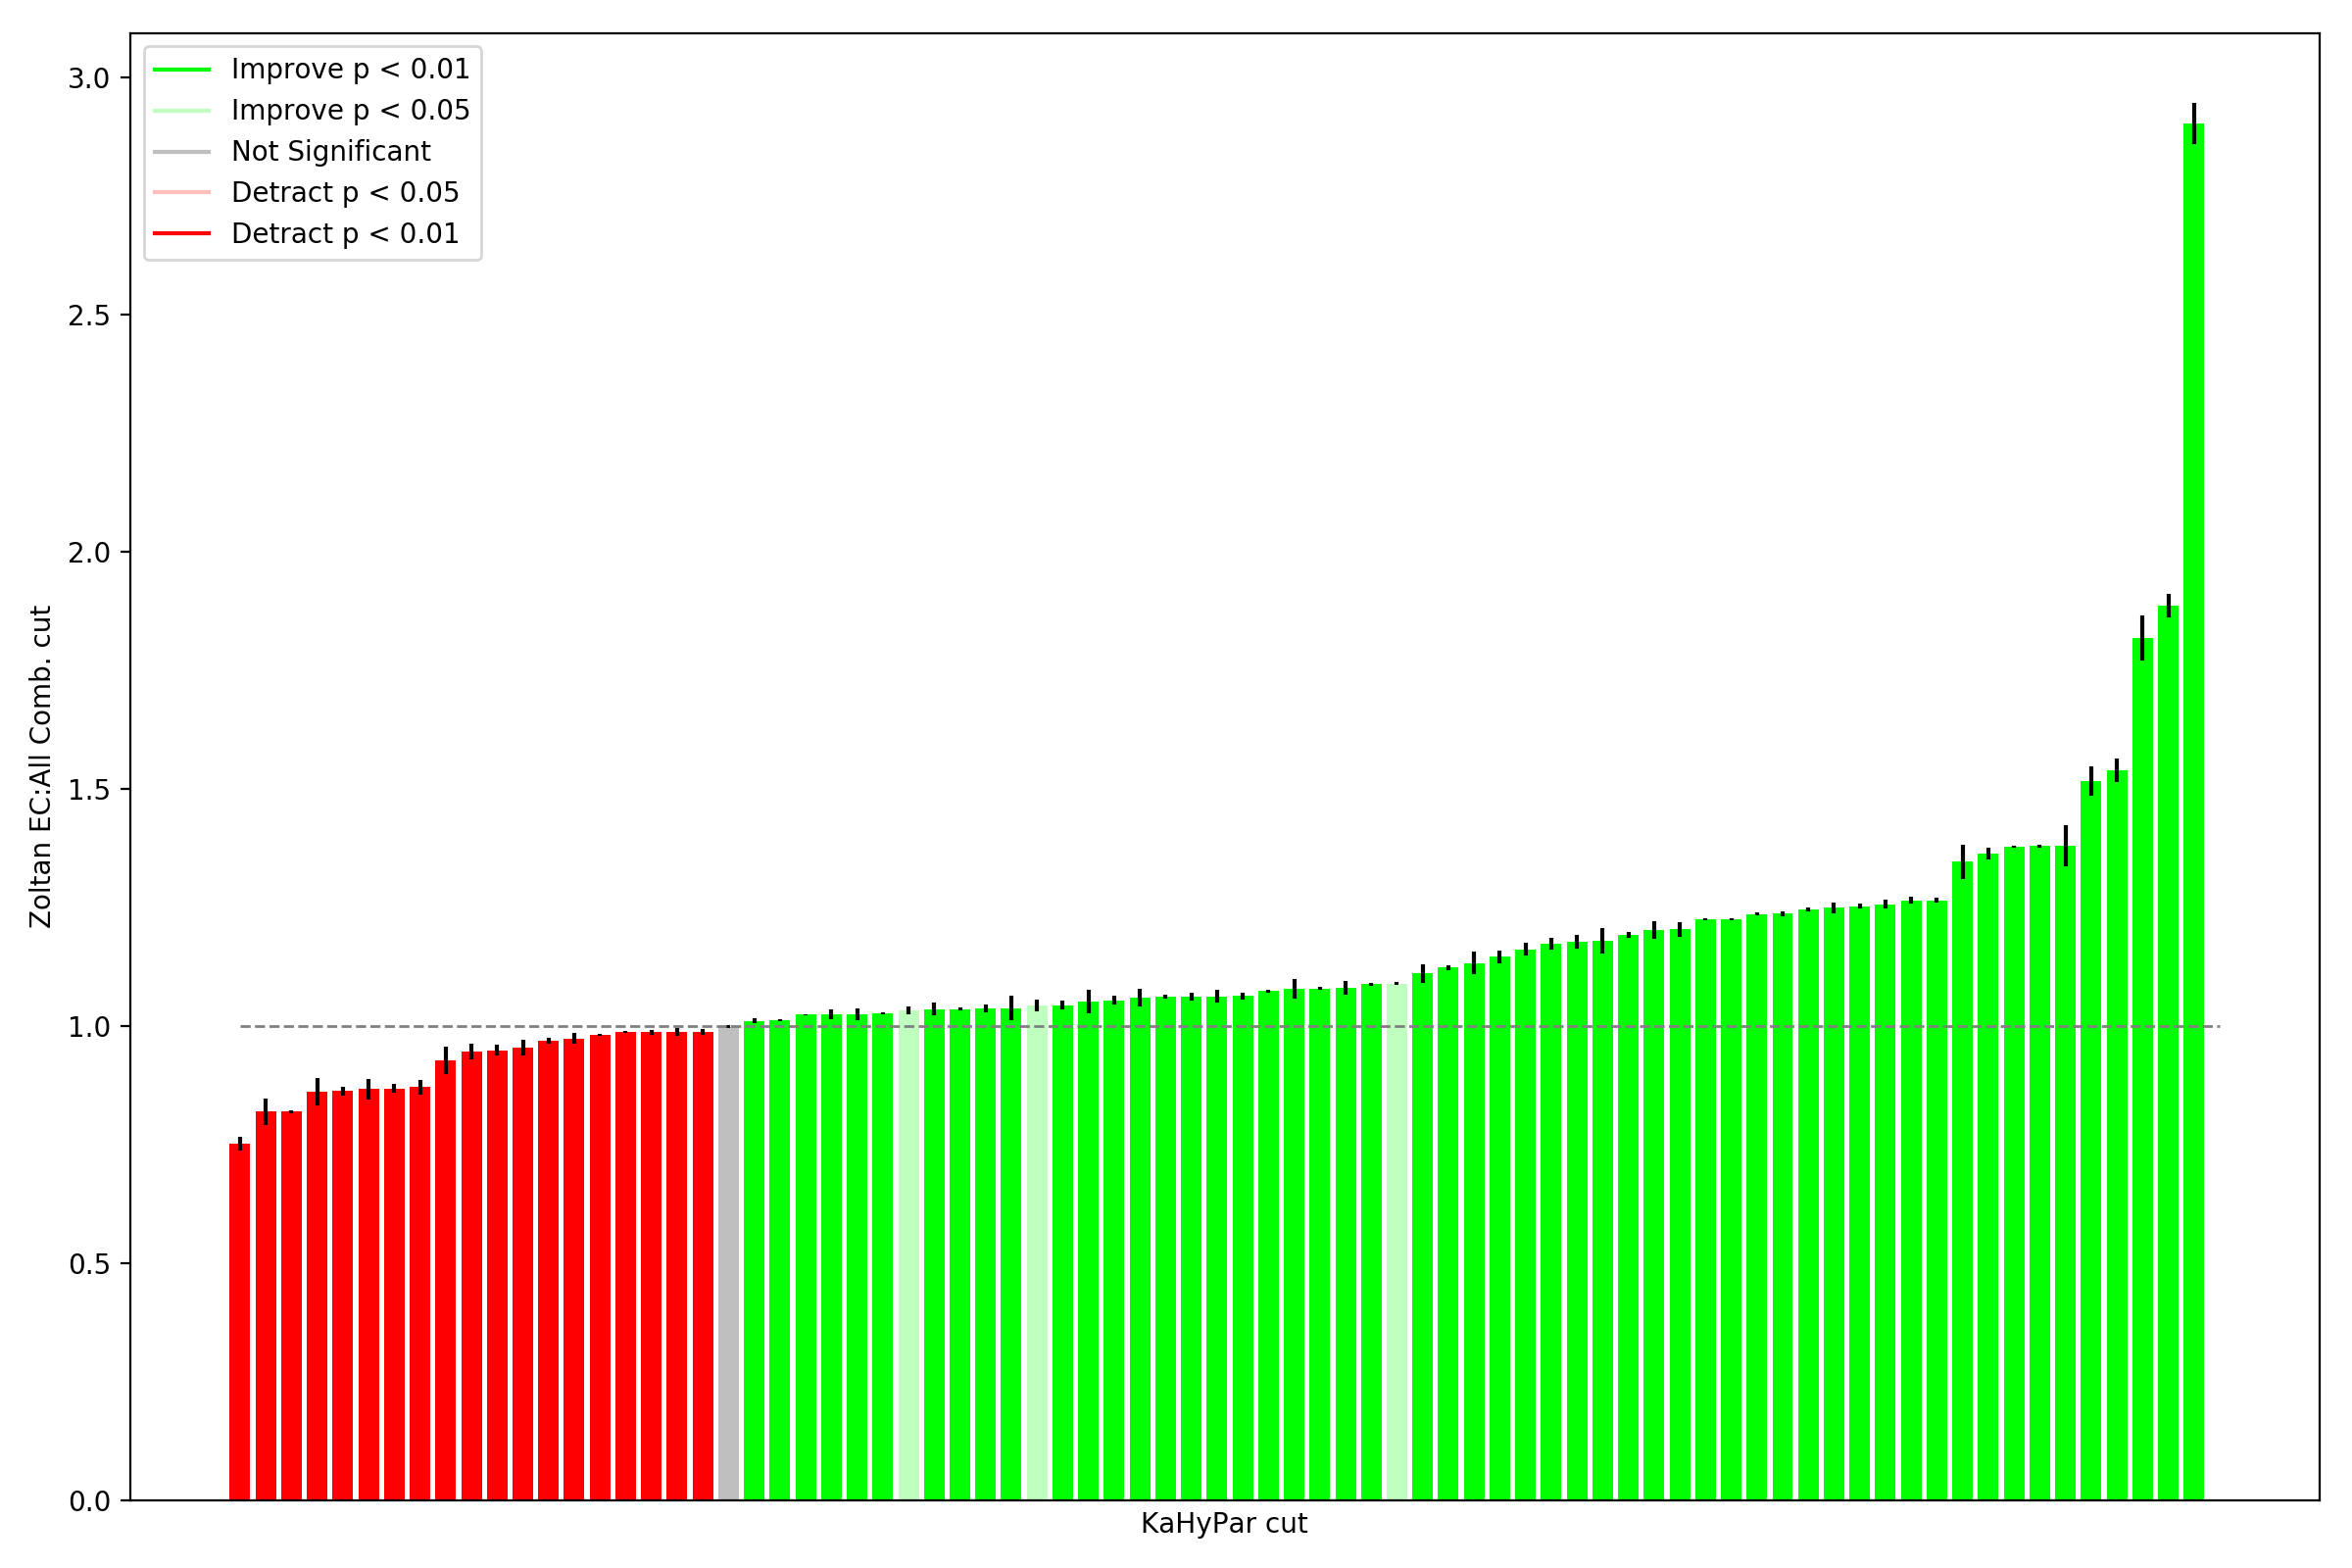 Improve p < 0.01
Improve p < 0.05
Not Significant
Detract p < 0.05
Detract p < 0.01
3.0
2.5
2.0
1.5
1.0
0.5
0.0
Zoltan EC:All Comb. cut
KaHyPar cut